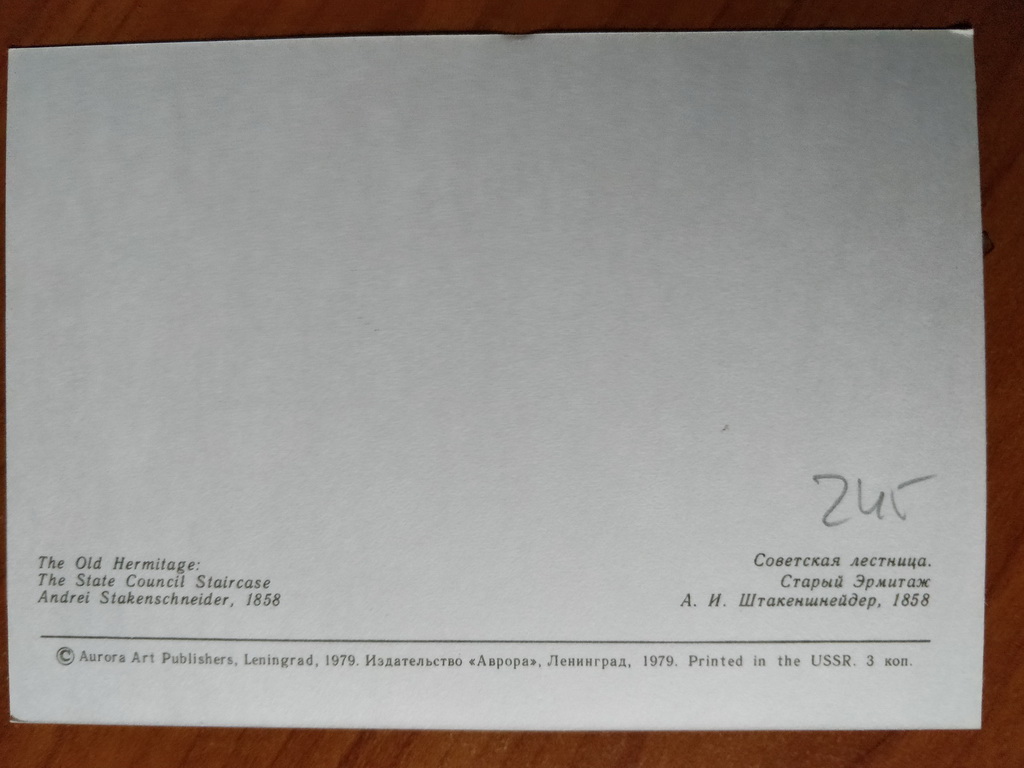 245
The Old Hermitage:
The State Council Staircase
Andrei Stakenschneider, 1858
Советская лестница.
Старый Эрмитаж
А. И. Штакеншнейдер, 1858
© Aurora Art Publishers, Leningrad, 1979. Издательство «Аврора», Ленинград, 1979. Printed in the USSR. 3 коп.